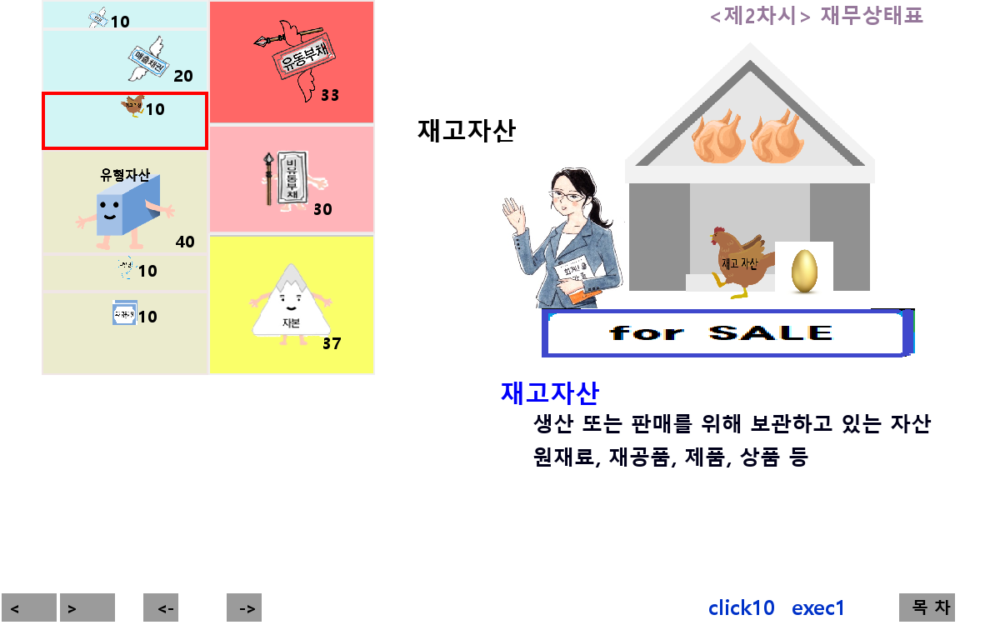 <제2차시> 재무상태표
10
매출채권
20
10
유형자산
40
10
10
유동부채
33
비유동부채
30
자본
37
재고자산
재고 자산
for SALE
재고자산
생산 또는 판매를 위해 보관하고 있는 자산
원재료, 재공품, 제품, 상품 등
<
>
<-
->
click10 exec1
목 차